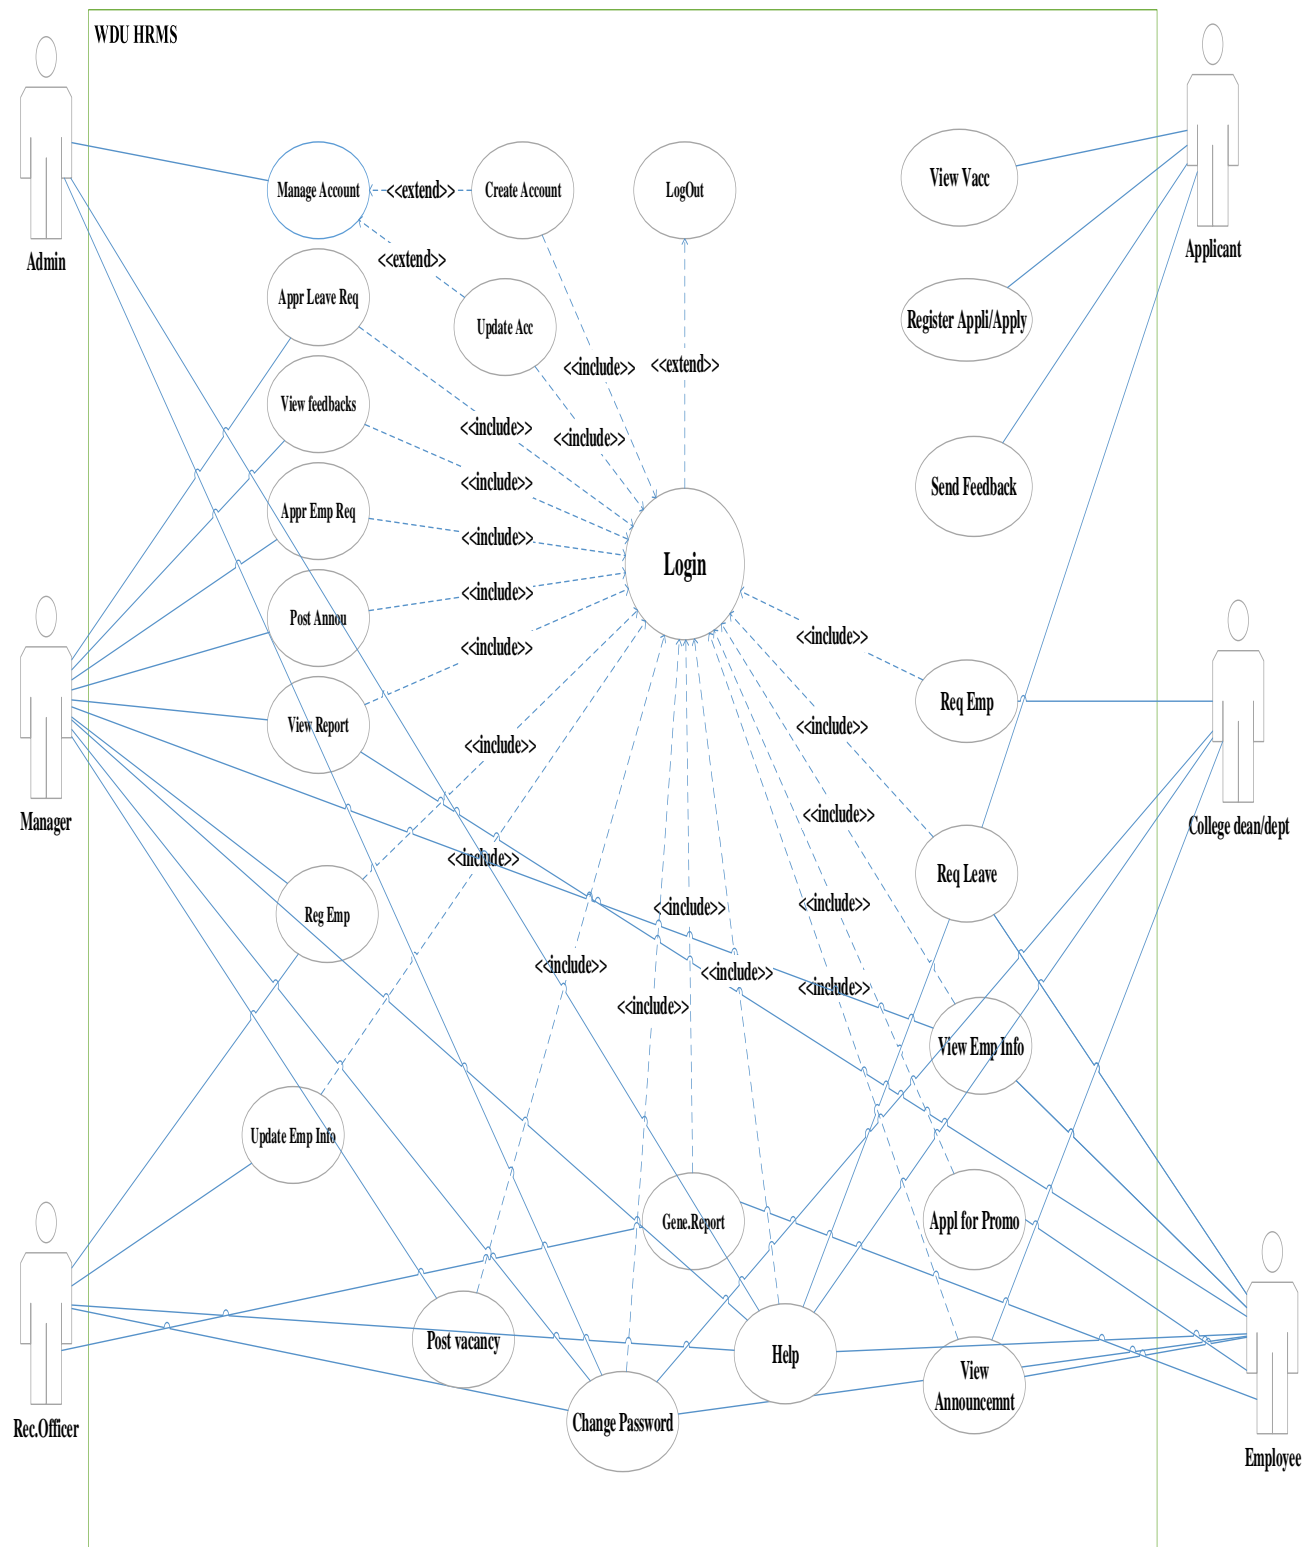 WDU HRMS
Manage Account
<<extend>>
Create Account
LogOut
View Vacc
Admin
<<extend>>
Applicant
Appr Leave Req
Update Acc
Register Appli/Apply
<<include>>
<<extend>>
View feedbacks
<<include>>
<<include>>
<<include>>
Send Feedback
Appr Emp Req
<<include>>
Login
<<include>>
Post Annou
<<include>>
<<include>>
Req Emp
View Report
<<include>>
<<include>>
Manager
<<include>>
College dean/dept
<<include>>
Req Leave
Reg Emp
<<include>>
<<include>>
<<include>>
<<include>>
<<include>>
<<include>>
View Emp Info
Update Emp Info
Gene.Report
Appl for Promo
Post vacancy
Help
View
Announcemnt
Change Password
Rec.Officer
Employee